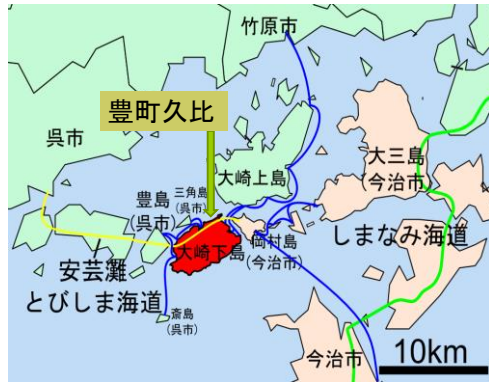 竹原市
豊町久比
呉市
大三島
(今治市)
大崎上島
三角島
(呉市)
豊島
(呉市)
しまなみ海道
岡村島
(今治市)
大崎下島
安芸灘
とびしま海道
斎島
(呉市)
今治市
10km